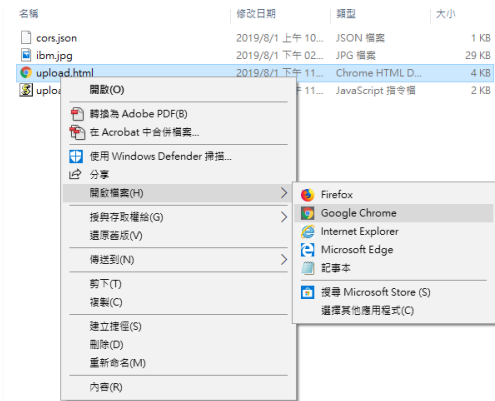 名稱 修改日期 類型 大小
cors.json 2019/8/1 上午 10... JSON 檔案 1 KB
ibm.jpg 2019/8/1 下午 02... JPG 檔案 29 KB
upload.html 2019/8/1 下午 11... Chrome HTML D... 4 KB
uploa 11... JavaScript 指令檔 2 KB
開啟(O)
轉換為 Adobe PDF(B)
在 Acrobat 中合併檔案...
使用 Windows Defender 掃描...
分享
開啟檔案(H)
授與存取權給(G)
還原舊版(V)
傳送到(N)
剪下(T)
複製(C)
建立捷徑(S)
刪除(D)
重新命名(M)
內容(R)
Firefox
Google Chrome
Internet Explorer
Microsoft Edge
記事本
搜尋 Microsoft Store (S)
選擇其他應用程式(C)